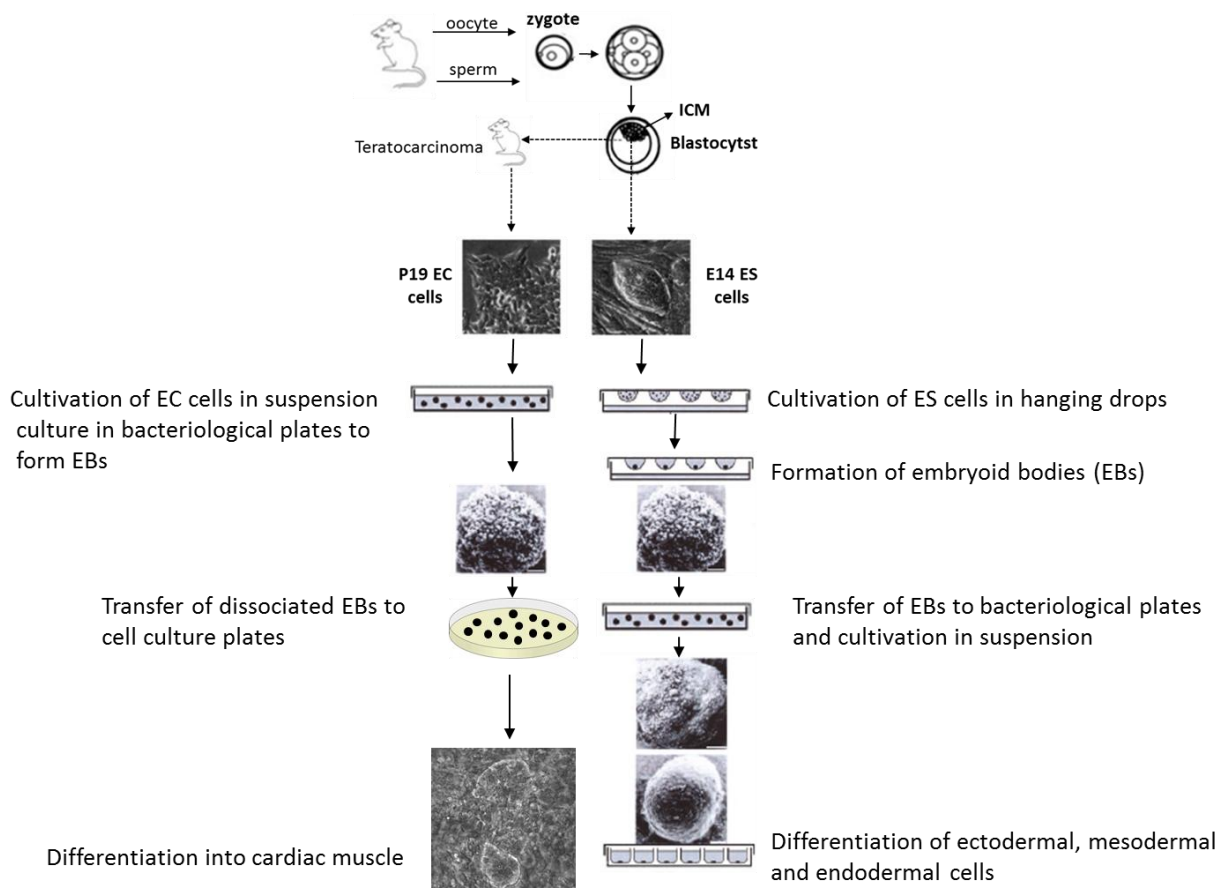 oocyte
zygote
sperm
ICM
Blastocytst
Teratocarcinoma
P19 EC
cells
E14 ES
cells
Cultivation of EC cells in suspension
culture in bacteriological plates to
form EBs
Cultivation of ES cells in hanging drops
Formation of embryoid bodies (EBs)
Transfer of dissociated EBs to
cell culture plates
Transfer of EBs to bacteriological plates
and cultivation in suspension
Differentiation into cardiac muscle
Differentiation of ectodermal, mesodermal
and endodermal cells